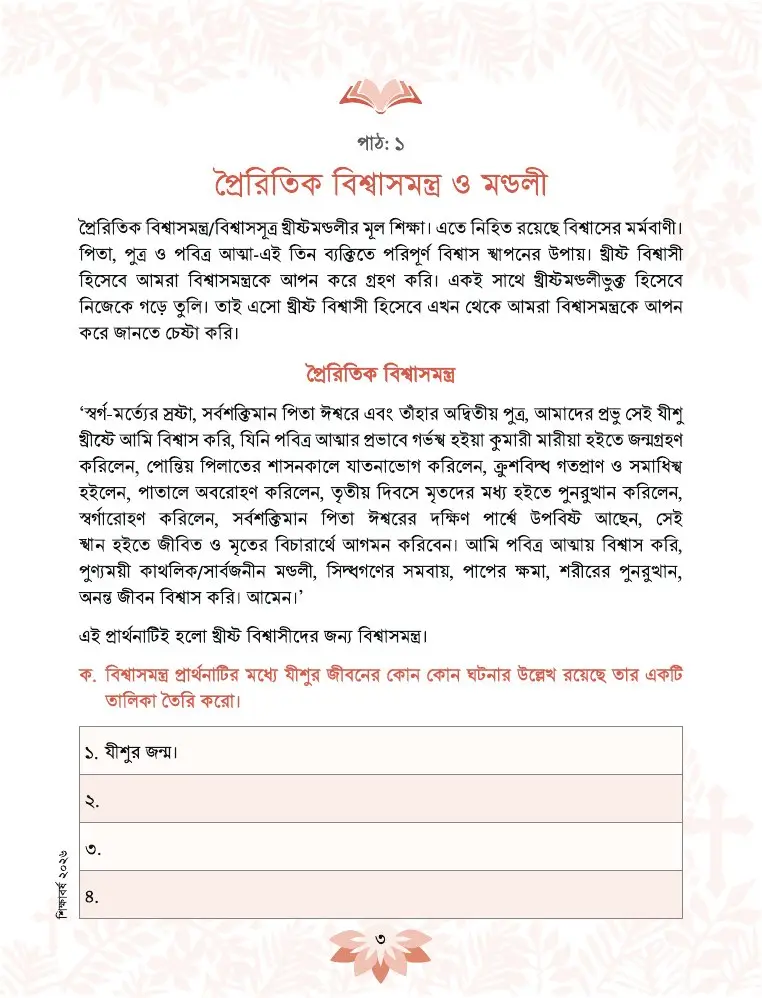 পাঠ: ১
প্রৈরিতিক বিশ্বাসমন্ত্র ও মণ্ডলী
প্রৈরিতিক বিশ্বাসমন্ত্র/বিশ্বাসসূত্র খ্রীষ্টমণ্ডলীর মূল শিক্ষা। এতে নিহিত রয়েছে বিশ্বাসের মর্মবাণী।
পিতা, পুত্র ও পবিত্র আত্মা-এই তিন ব্যক্তিতে পরিপূর্ণ বিশ্বাস স্থাপনের উপায়। খ্রীষ্ট বিশ্বাসী
হিসেবে আমরা বিশ্বাসমন্ত্রকে আপন করে গ্রহণ করি। একই সাথে খ্রীষ্টমণ্ডলীভুক্ত হিসেবে
নিজেকে গড়ে তুলি। তাই এসো খ্রীষ্ট বিশ্বাসী হিসেবে এখন থেকে আমরা বিশ্বাসমন্ত্রকে আপন
করে জানতে চেষ্টা করি।
প্রৈরিতিক বিশ্বাসমন্ত্র
‘স্বর্গ-মর্ত্যের স্রষ্টা, সর্বশক্তিমান পিতা ঈশ্বরে এবং তাঁহার অদ্বিতীয় পুত্র, আমাদের প্রভু সেই যীশু
খ্রীষ্টে আমি বিশ্বাস করি, যিনি পবিত্র আত্মার প্রভাবে গর্ভস্থ হইয়া কুমারী মারীয়া হইতে জন্মগ্রহণ
করিলেন, পোন্তিয় পিলাতের শাসনকালে যাতনাভোগ করিলেন, ক্রুশবিদ্ধ গতপ্রাণ ও সমাধিস্থ
হইলেন, পাতালে অবরোহণ করিলেন, তৃতীয় দিবসে মৃতদের মধ্য হইতে পুনরুত্থান করিলেন,
স্বর্গারোহণ করিলেন, সর্বশক্তিমান পিতা ঈশ্বরের দক্ষিণ পার্শ্বে উপবিষ্ট আছেন, সেই
স্থান হইতে জীবিত ও মৃতের বিচারার্থে আগমন করিবেন। আমি পবিত্র আত্মায় বিশ্বাস করি,
পুণ্যময়ী কাথলিক/সার্বজনীন মণ্ডলী, সিদ্ধগণের সমবায়, পাপের ক্ষমা, শরীরের পুনরুত্থান,
অনন্ত জীবন বিশ্বাস করি। আমেন।’
এই প্রার্থনাটিই হলো খ্রীষ্ট বিশ্বাসীদের জন্য বিশ্বাসমন্ত্র।
ক. বিশ্বাসমন্ত্র প্রার্থনাটির মধ্যে যীশুর জীবনের কোন কোন ঘটনার উল্লেখ রয়েছে তার একটি
তালিকা তৈরি করো।
১. যীশুর জন্ম।
২.
৩.
৪.
শিক্ষাবর্ষ ২০২৬
৩